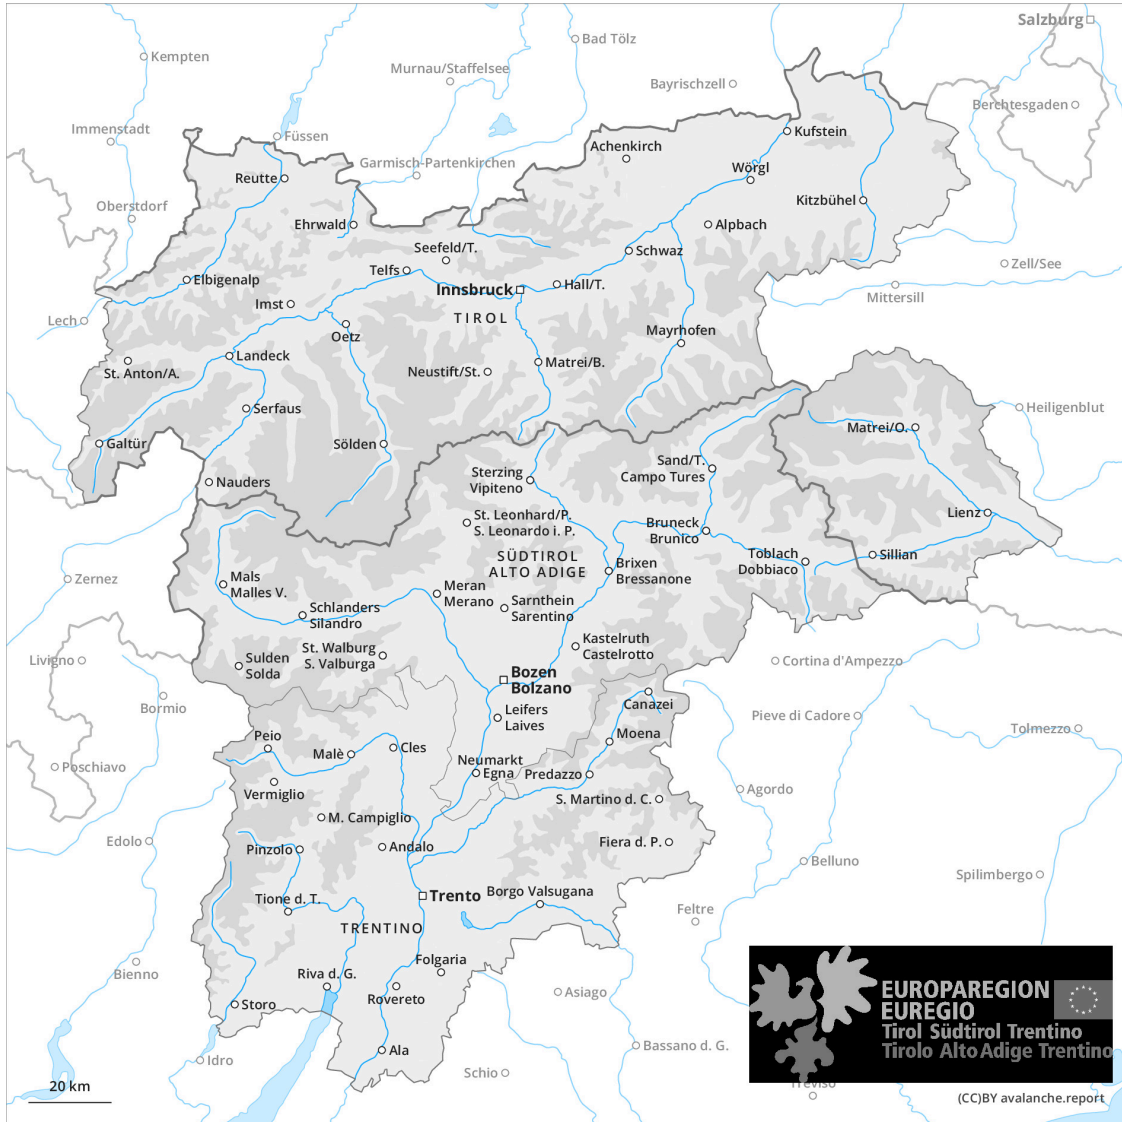 Salzburg
Bad Tölz
Kempten
Murnau/Staffelsee
Bayrischzell
Berchtesgaden
Immenstadt
Füssen
Kufstein
Achenkirch
Garmisch-Partenkirchen
Wörgl
Reutte
Kitzbühel
Oberstdorf
Ehrwald
Alpbach
Seefeld/T.
Schwaz
Telfs
Zell/See
Elbigenalp
Innsbruck
Hall/T.
Mittersill
Imst
Lech
TIROL
Oetz
Mayrhofen
Landeck
Matrei/B.
St. Anton/A.
Neustift/St.
Serfaus
Heiligenblut
Matrei/O.
Galtür
Sölden
Sand/T.
Campo Tures
Sterzing
Vipiteno
Nauders
Lienz
St. Leonhard/P.
S. Leonardo i. P.
Bruneck
Brunico
SÜDTIROL
ALTO ADIGE
Toblach
Dobbiaco
Sillian
Brixen
Bressanone
Zernez
Mals
Malles V.
Meran
Merano
Sarnthein
Sarentino
Schlanders
Silandro
Kastelruth
Castelrotto
St. Walburg
S. Valburga
Livigno
Sulden
Solda
Cortina d'Ampezzo
Bozen
Bolzano
Bormio
Canazei
Leifers
Laives
Pieve di Cadore
Tolmezzo
Peio
Moena
Malè
Cles
Neumarkt
Egna
Predazzo
Poschiavo
Vermiglio
S. Martino d. C.
Agordo
M. Campiglio
Edolo
Pinzolo
Andalo
Fiera d. P.
Belluno
Spilimbergo
Trento
Borgo Valsugana
Tione d. T.
Feltre
TRENTINO
Folgaria
Bienno
Riva d. G.
Rovereto
Asiago
Storo
EUROPAREGION
EUREGIO
Tirol Südtirol Trentino
Tirolo Alto Adige Trentino
Ala
Bassano d. G.
Idro
Schio
Treviso
20 km
(CC)BY avalanche.report